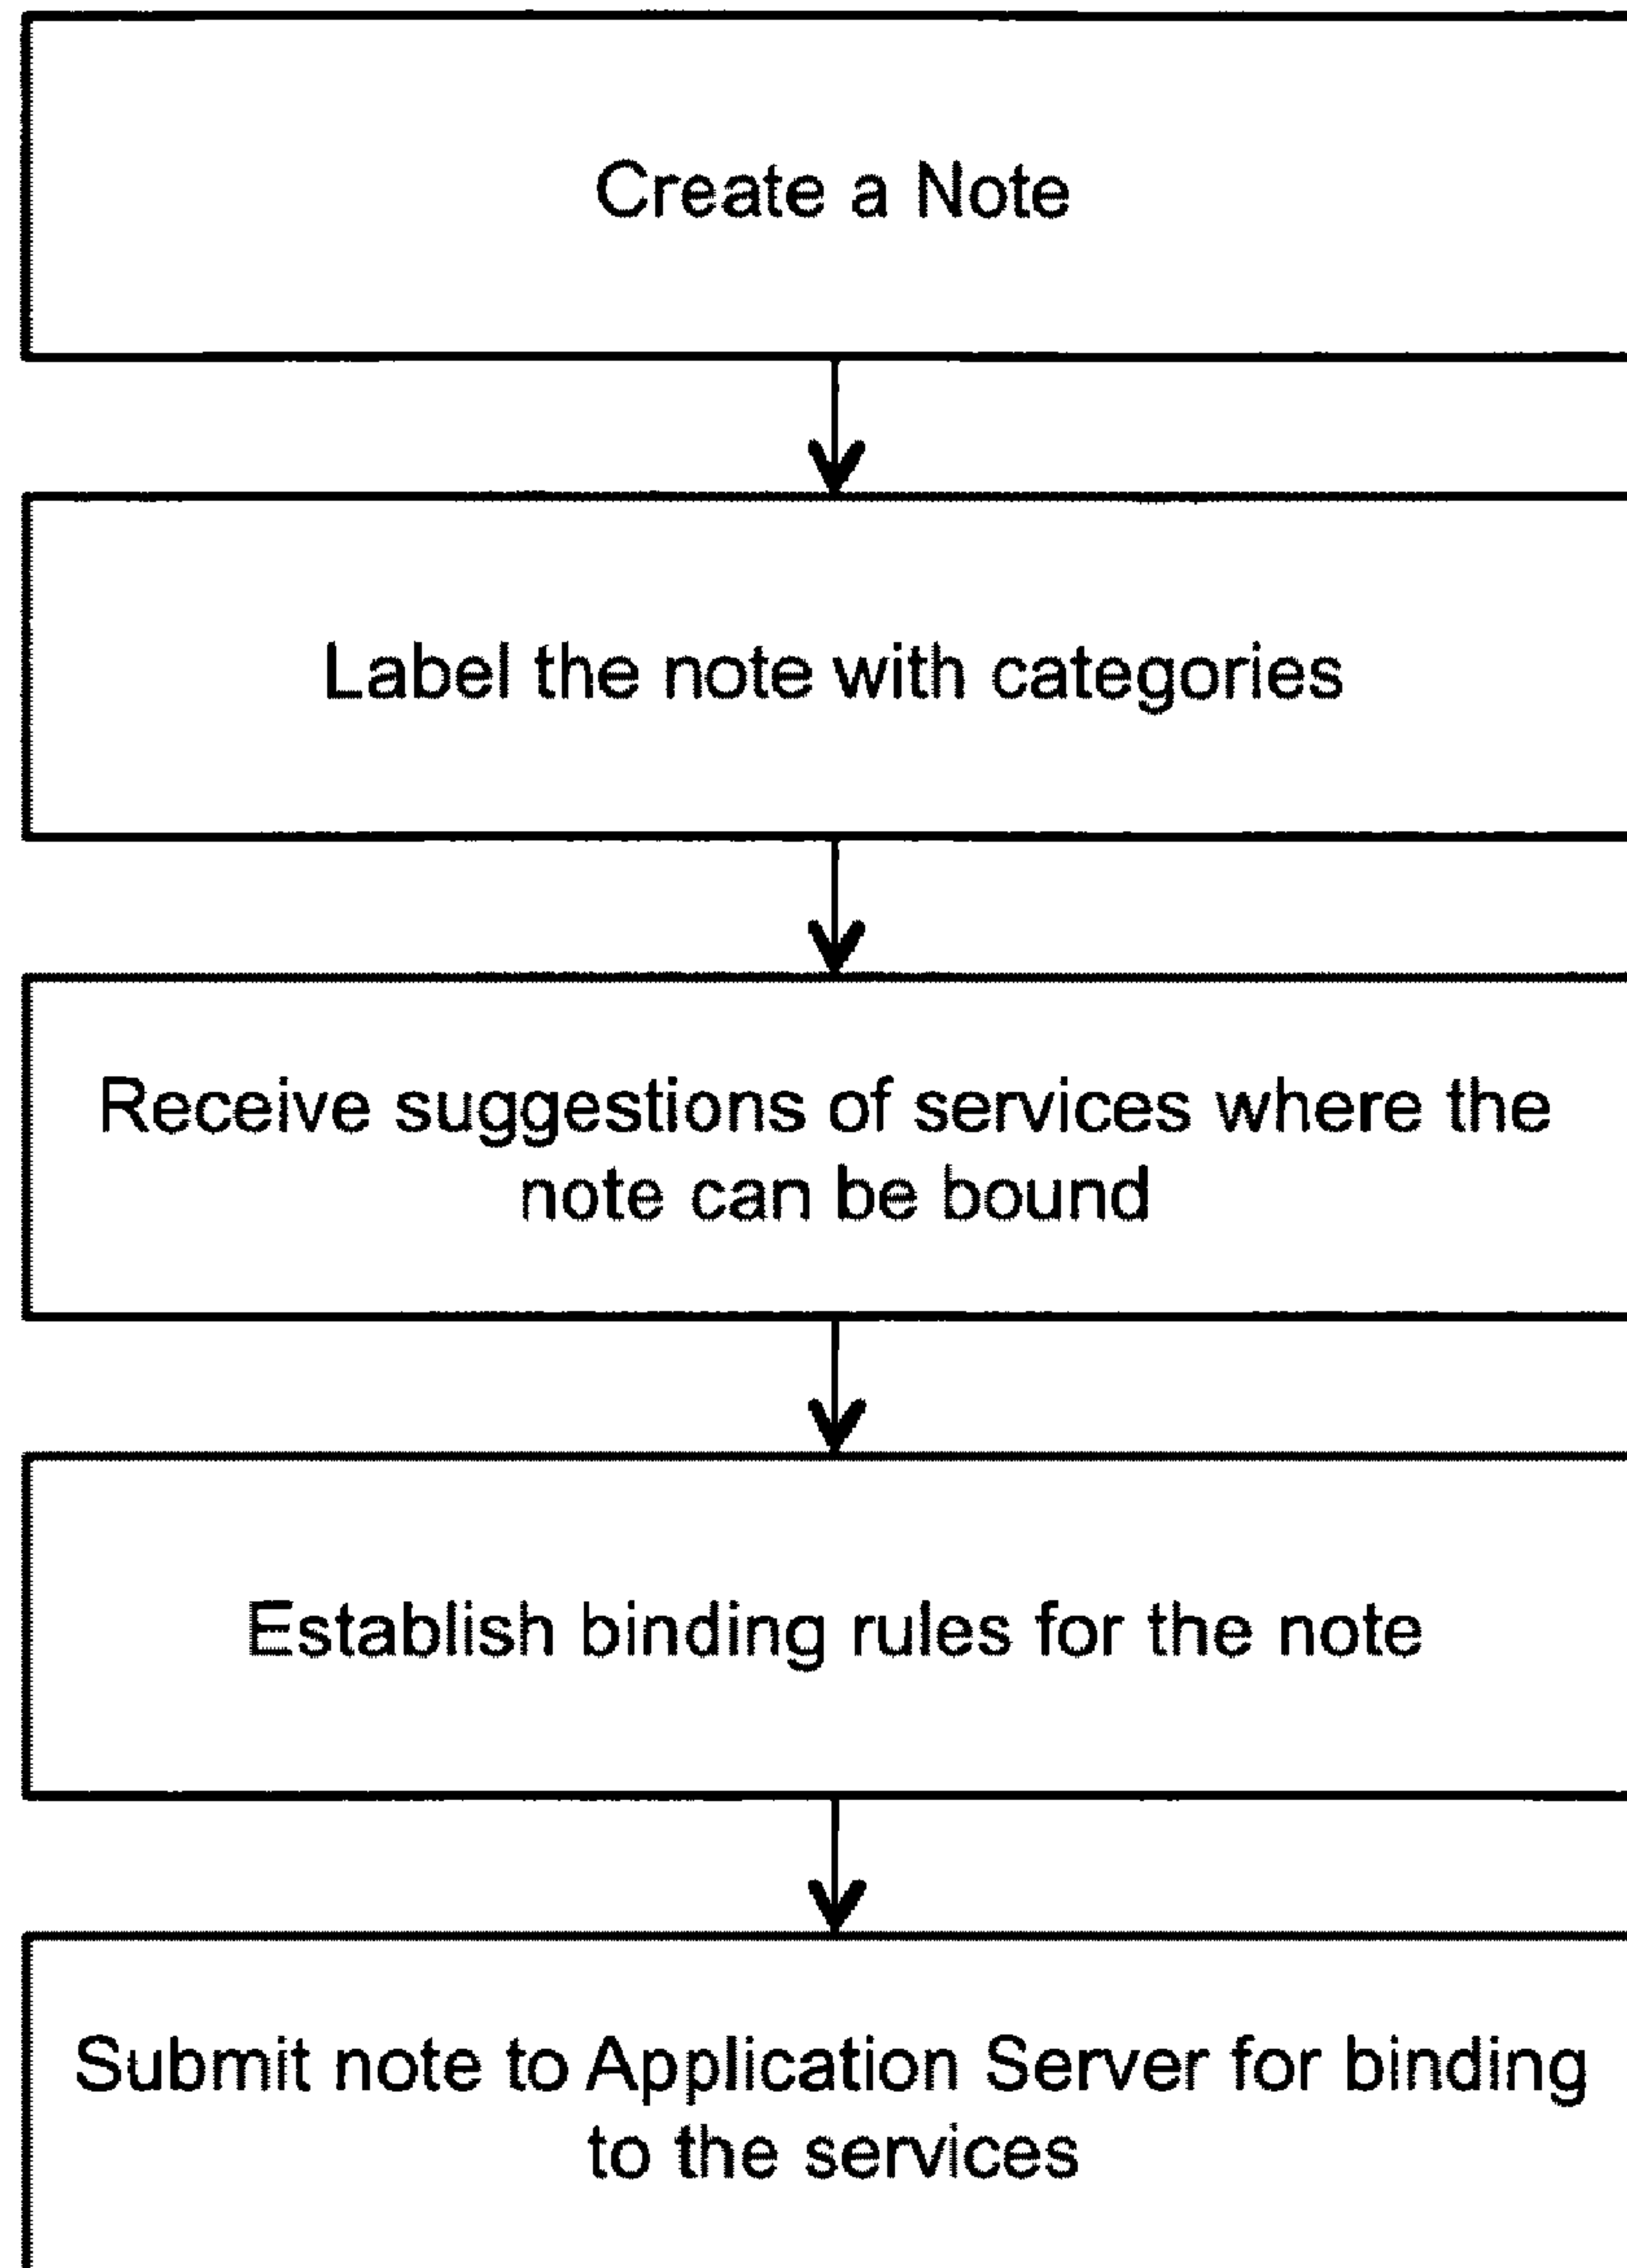 Create a Note
Label the note with categories
Receive suggestions of services where the
note can be bound
Establish binding rules for the note
Submit note to Application Server for binding
to the services